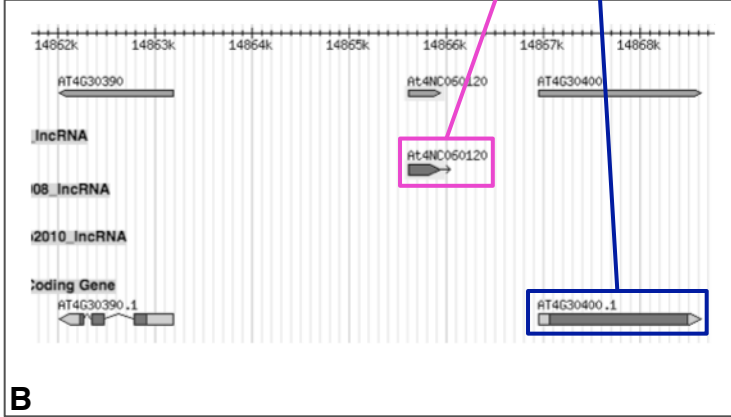 14862k 14863k 14864k 14865k 14866k 14867k 14868k
AT4G30390 At4NC060120 AT4G30400
_lncRNA
At4NC060120
08_lncRNA
2010_lncRNA
Coding Gene
AT4G30390.1 AT4G30400.1
B